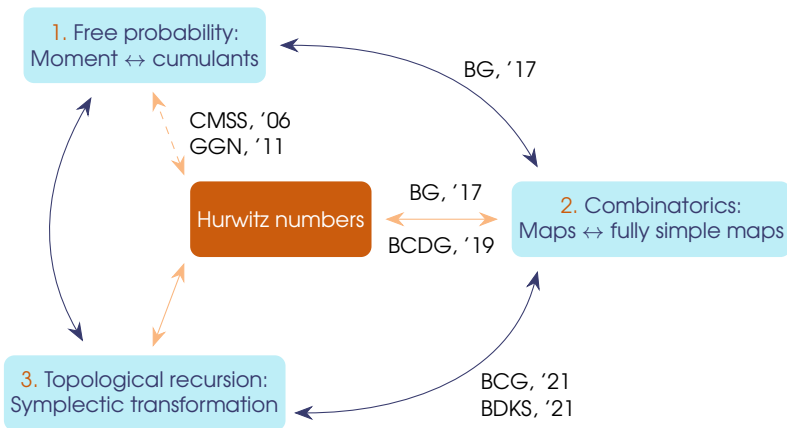 1. Free probability:
Moment ↔ cumulants
BG, ’17
CMSS, ’06
GGN, ’11
Hurwitz numbers
BG, ’17
BCDG, ’19
2. Combinatorics:
Maps ↔ fully simple maps
3. Topological recursion:
Symplectic transformation
BCG, ’21
BDKS, ’21